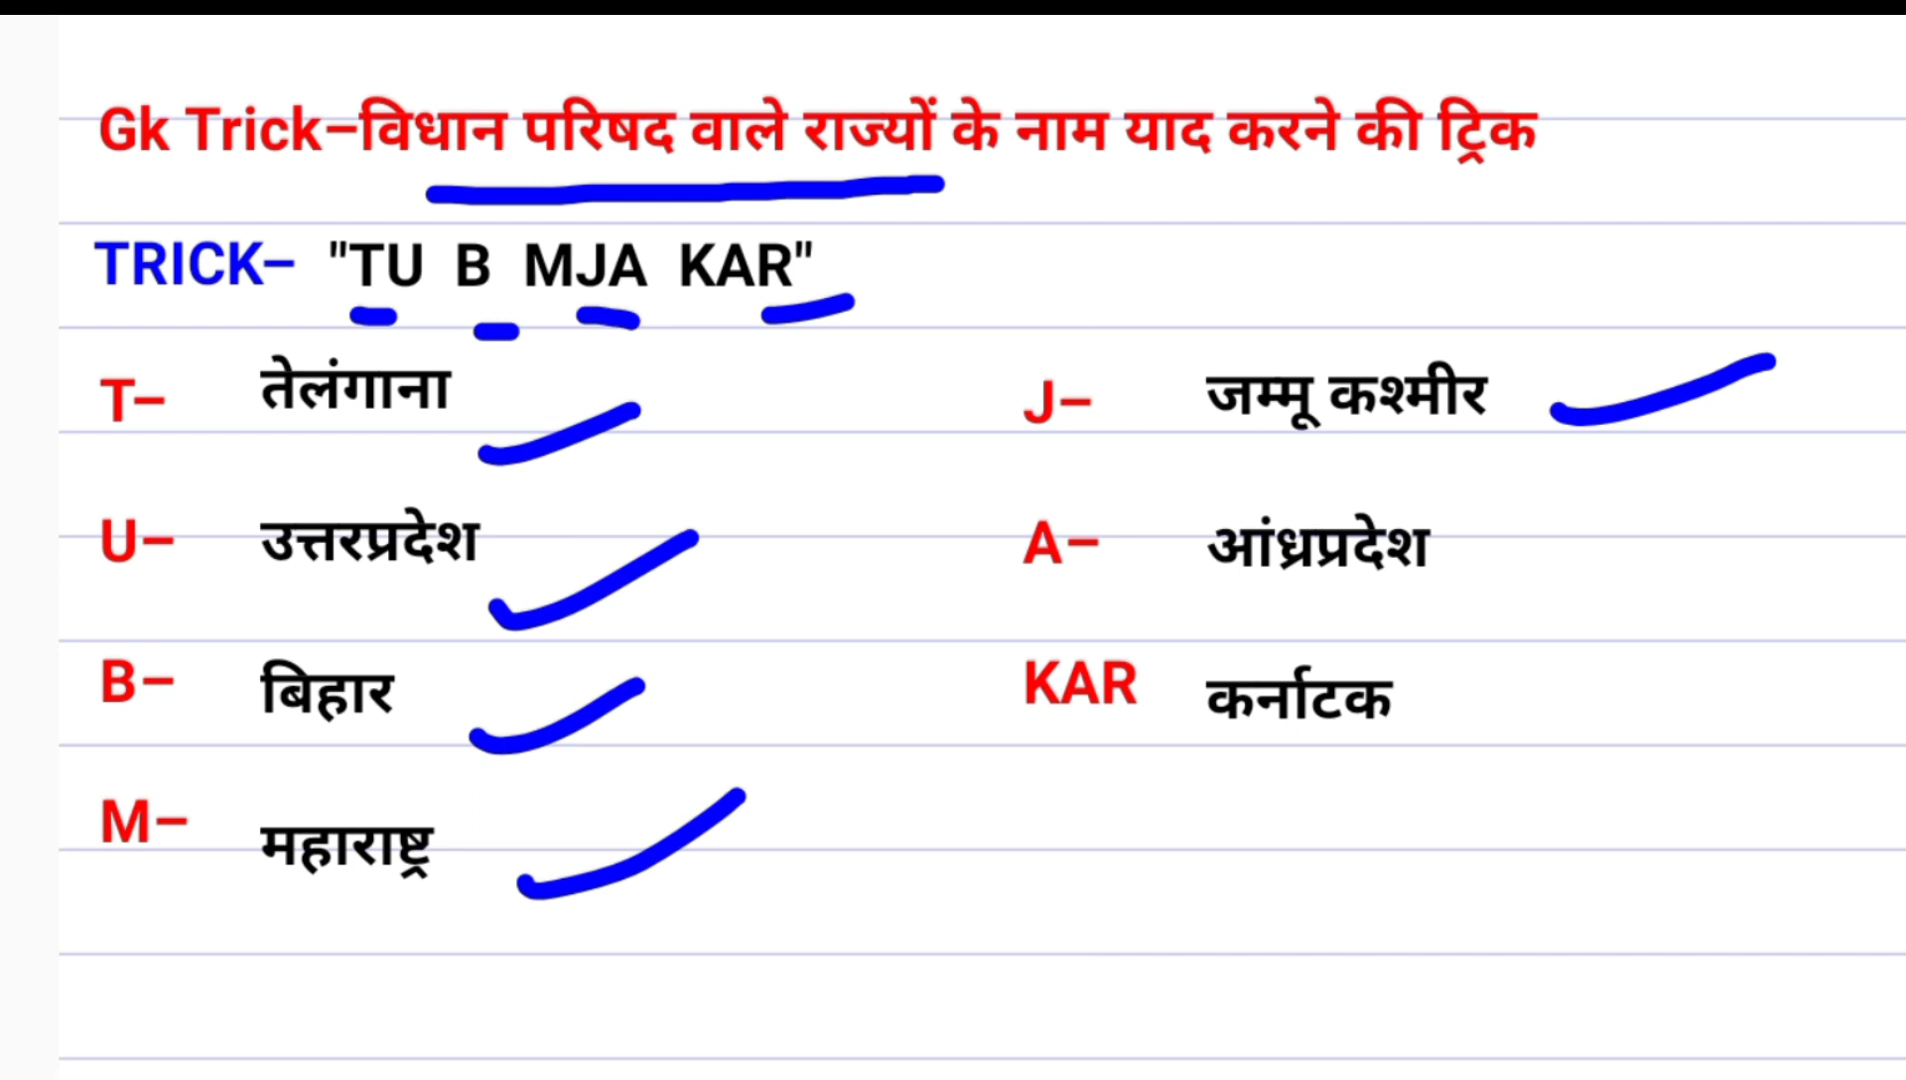 Gk Trick–विधान परिषद वाले राज्यों के नाम याद करने की ट्रिक
TRICK– "TU B MJA KAR"
T– तेलंगाना
U– उत्तरप्रदेश
B– बिहार
M– महाराष्ट्र
J– जम्मू कश्मीर
A– आंध्रप्रदेश
KAR कर्नाटक